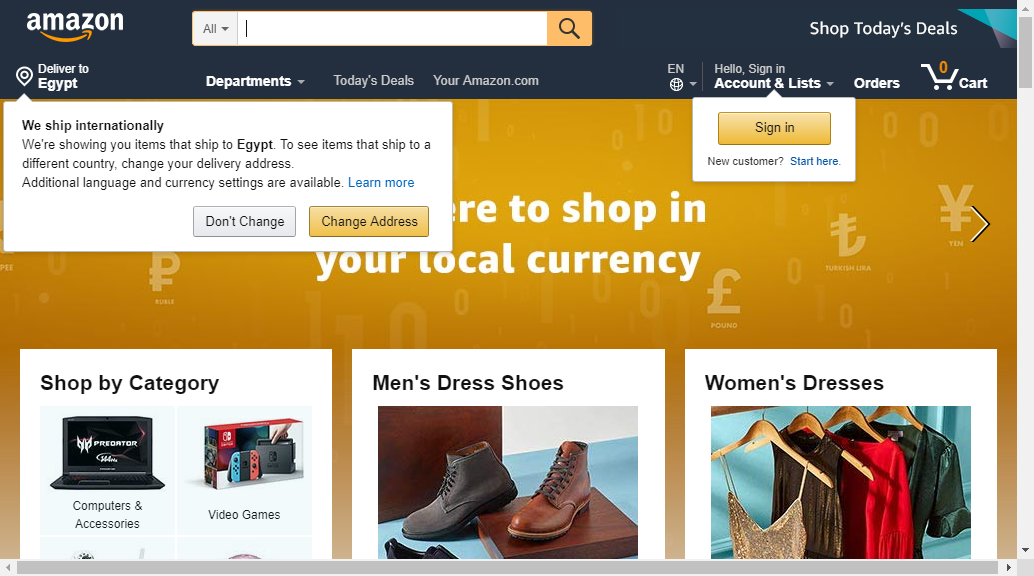 amazon
All
Shop Today's Deals
Deliver to
Egypt
Departments
Today's Deals
Your Amazon.com
EN
Hello, Sign in
Account & Lists
Orders
0
Cart
We ship internationally
We're showing you items that ship to Egypt. To see items that ship to a
different country, change your delivery address.
Additional language and currency settings are available. Learn more
Don't Change
Change Address
Sign in
New customer? Start here.
ere to shop in
your local currency
YEN
TURKISH LIRA
RUBLE
POUND
Shop by Category
Men's Dress Shoes
Women's Dresses
PREDATOR
Computers &
Accessories
Video Games